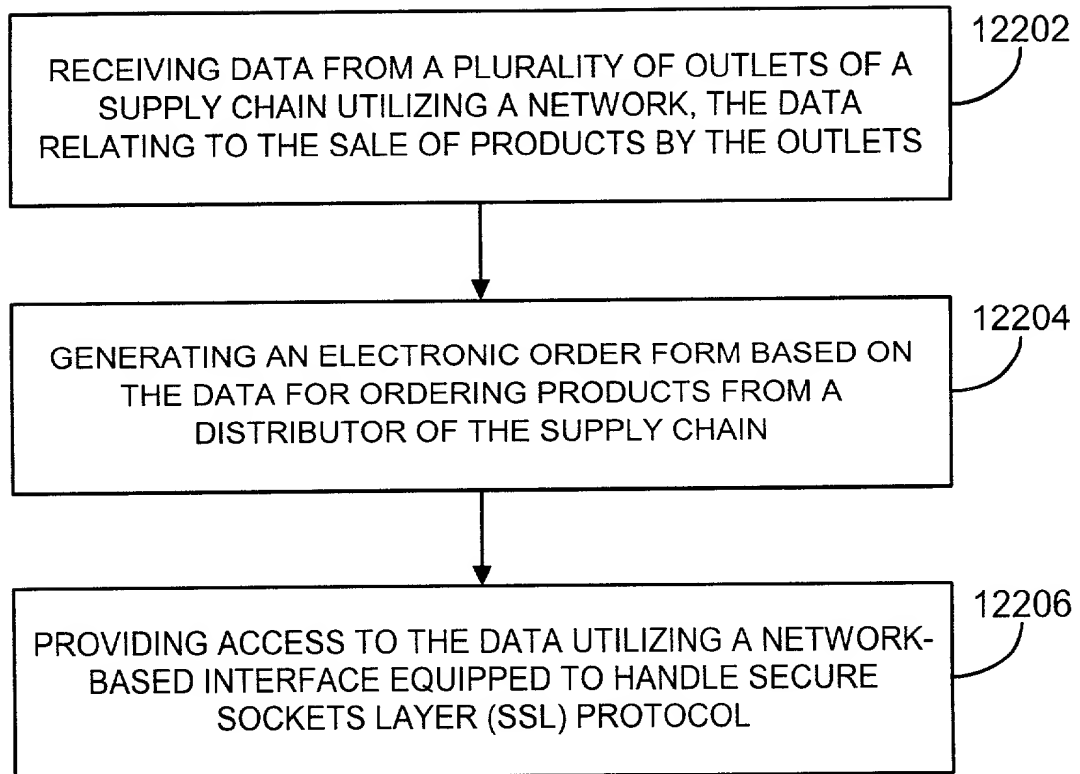 12202
RECEIVING DATA FROM A PLURALITY OF OUTLETS OF A
SUPPLY CHAIN UTILIZING A NETWORK, THE DATA
RELATING TO THE SALE OF PRODUCTS BY THE OUTLETS
12204
GENERATING AN ELECTRONIC ORDER FORM BASED ON
THE DATA FOR ORDERING PRODUCTS FROM A
DISTRIBUTOR OF THE SUPPLY CHAIN
12206
PROVIDING ACCESS TO THE DATA UTILIZING A NETWORK-
BASED INTERFACE EQUIPPED TO HANDLE SECURE
SOCKETS LAYER (SSL) PROTOCOL